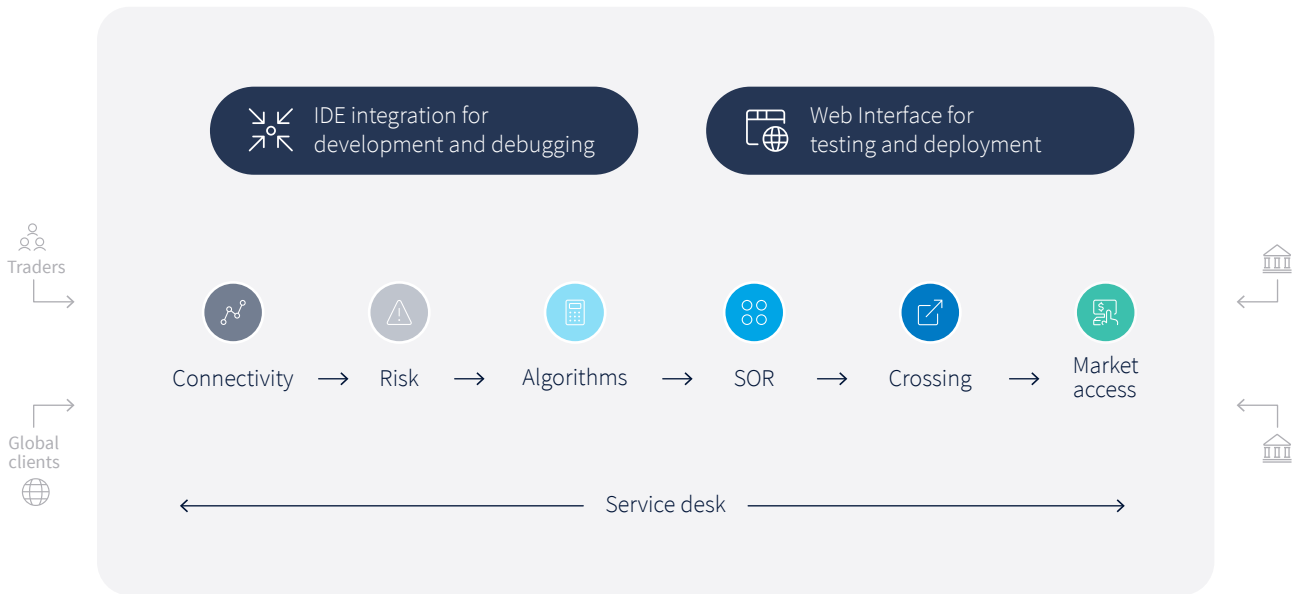 IDE integration for
development and debugging
Web Interface for
testing and deployment
Traders
Connectivity
Risk
Algorithms
SOR
Crossing
Market
access
Global
clients
Service desk